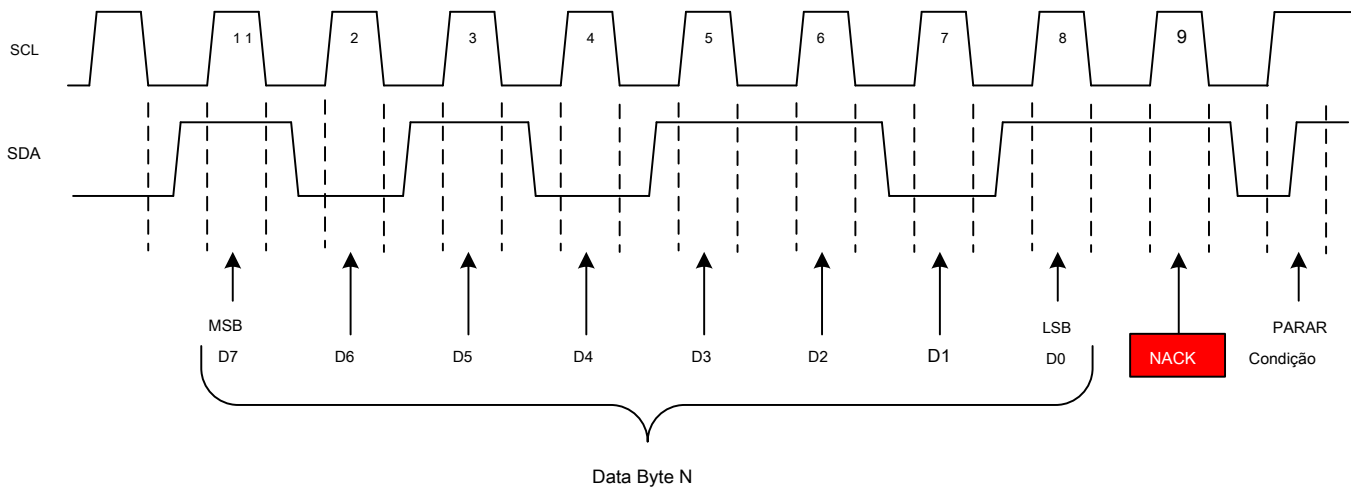 SCL
1 1 2 3 4 5 6 7 8 9
SDA
MSB LSB PARAR
D7 D6 D5 D4 D3 D2 D1 D0 NACK Condição
Data Byte N